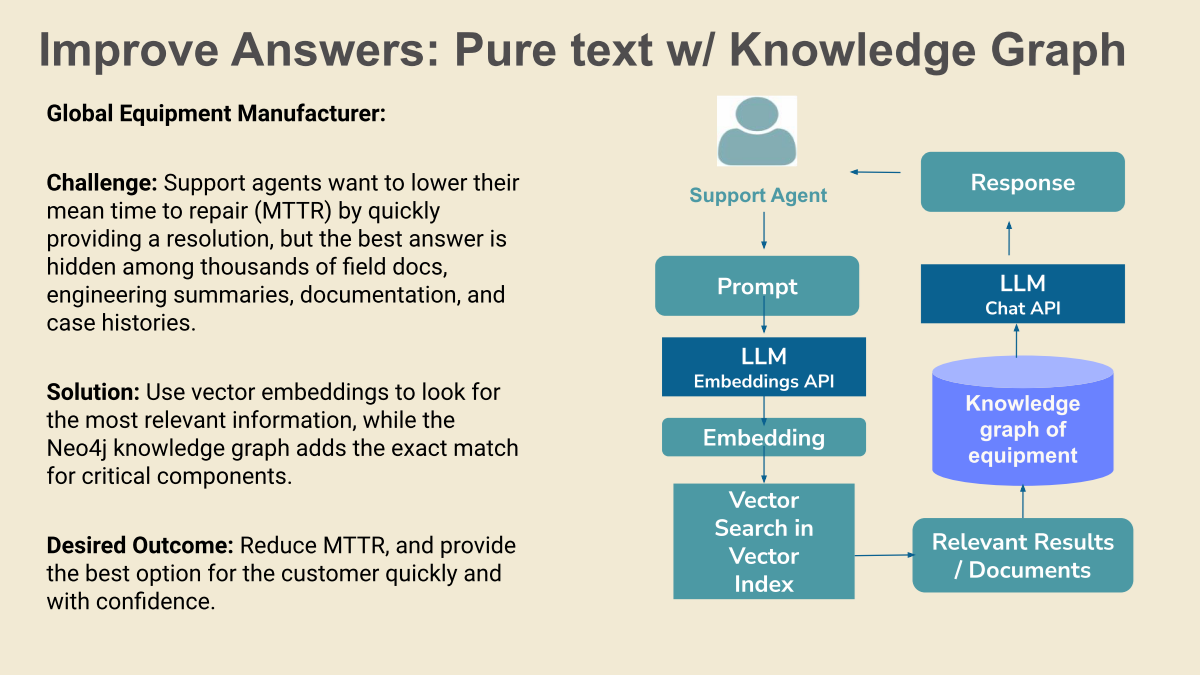 Improve Answers: Pure text w/ Knowledge Graph
Global Equipment Manufacturer:
Challenge: Support agents want to lower their
mean time to repair (MTTR) by quickly
providing a resolution, but the best answer is
hidden among thousands of field docs,
engineering summaries, documentation, and
case histories.
Solution: Use vector embeddings to look for
the most relevant information, while the
Neo4j knowledge graph adds the exact match
for critical components.
Desired Outcome: Reduce MTTR, and provide
the best option for the customer quickly and
with confidence.
Support Agent
Prompt
LLM
Embeddings API
Embedding
Vector
Search in
Vector
Index
Relevant Results
/ Documents
Knowledge
graph of
equipment
LLM
Chat API
Response